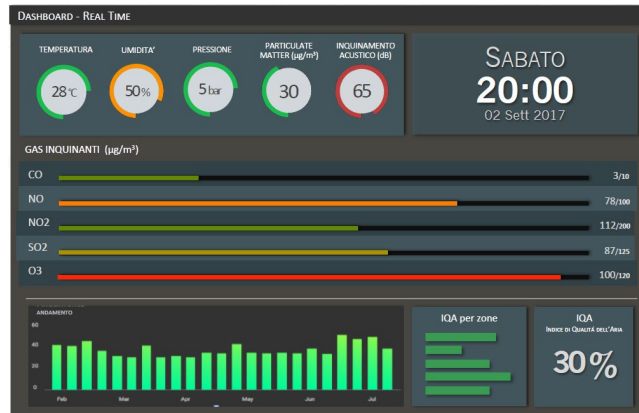 DASHBOARD - REAL TIME
TEMPERATURA
UMIDITA'
PRESSIONE
PARTICULATE
MATTER (µg/m³)
INQUINAMENTO
ACUSTICO (dB)
28°C
50%
5 bar
30
65
SABATO
20:00
02 Sett 2017
GAS INQUINANTI (µg/m³)
CO
3/10
NO
78/100
NO2
112/200
SO2
87/125
O3
100/120
ANDAMENTO
60
40
20
0
Feb
Mar
Apr
May
Jun
Jul
IQA per zone
IQA
INDICE DI QUALITÀ DELL'ARIA
30%